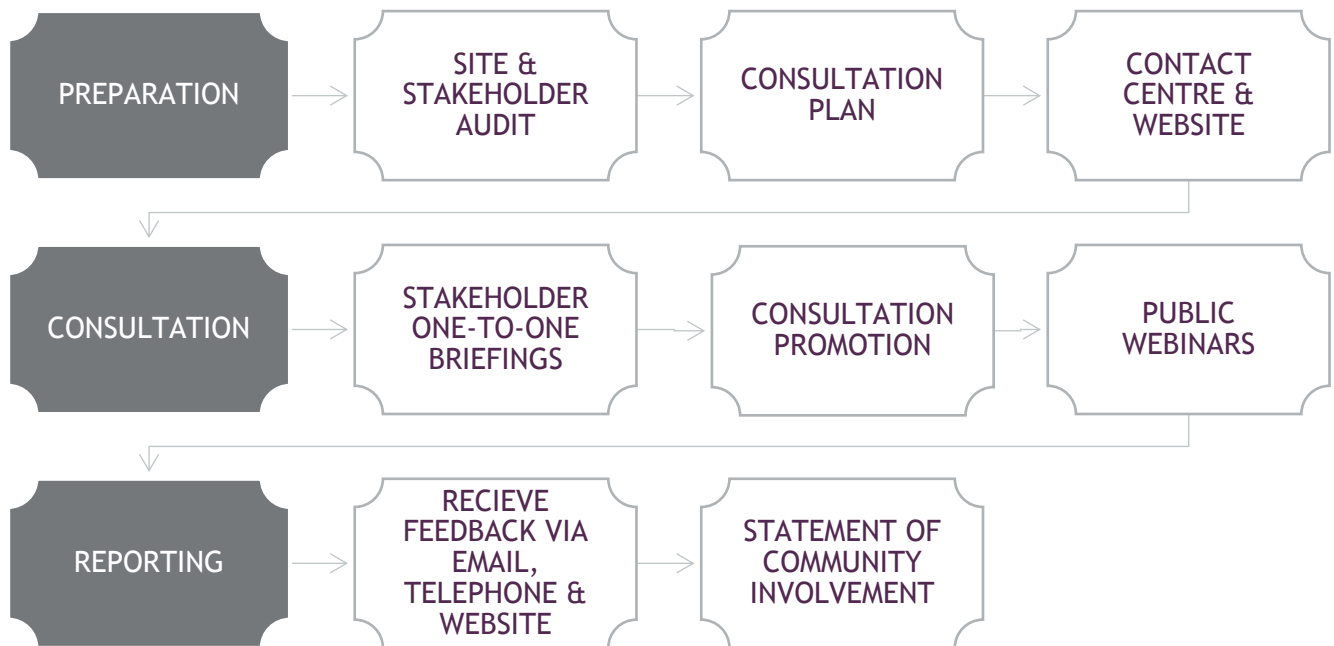 PREPARATION
SITE &
STAKEHOLDER
AUDIT
CONSULTATION
PLAN
CONTACT
CENTRE &
WEBSITE
CONSULTATION
STAKEHOLDER
ONE-TO-ONE
BRIEFINGS
CONSULTATION
PROMOTION
PUBLIC
WEBINARS
REPORTING
RECIEVE
FEEDBACK VIA
EMAIL,
TELEPHONE &
WEBSITE
STATEMENT OF
COMMUNITY
INVOLVEMENT